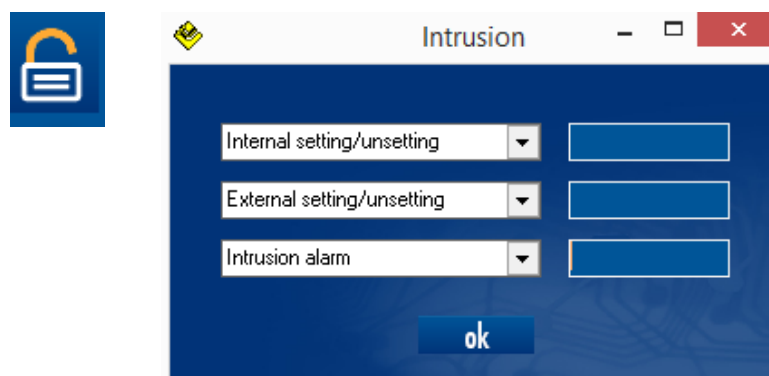 Intrusion
Internal setting/unsetting
External setting/unsetting
Intrusion alarm
ok